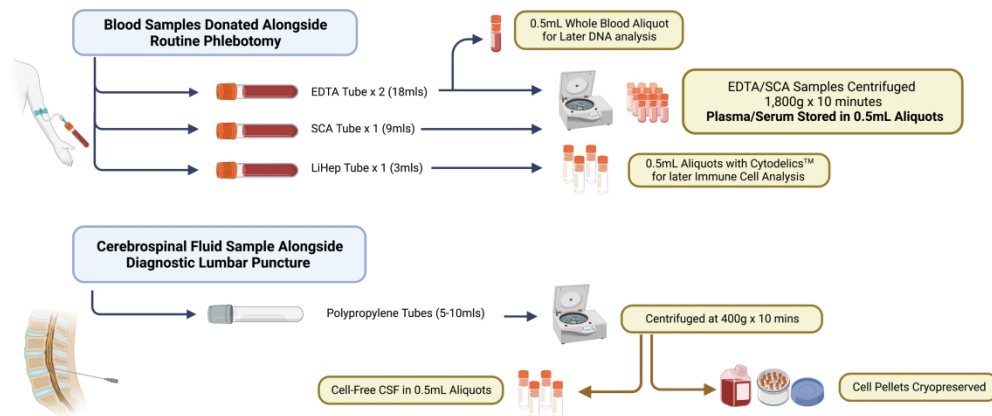 Blood Samples Donated Alongside
Routine Phlebotomy
0.5mL Whole Blood Aliquot
for Later DNA analysis
EDTA Tube x 2 (18mls)
EDTA/SCA Samples Centrifuged
1,800g x 10 minutes
Plasma/Serum Stored in 0.5mL Aliquots
SCA Tube x 1 (9mls)
LiHep Tube x 1 (3mls)
0.5mL Aliquots with Cytodelics™
for later Immune Cell Analysis
Cerebrospinal Fluid Sample Alongside
Diagnostic Lumbar Puncture
Polypropylene Tubes (5-10mls)
Centrifuged at 400g x 10 mins
Cell-Free CSF in 0.5mL Aliquots
Cell Pellets Cryopreserved